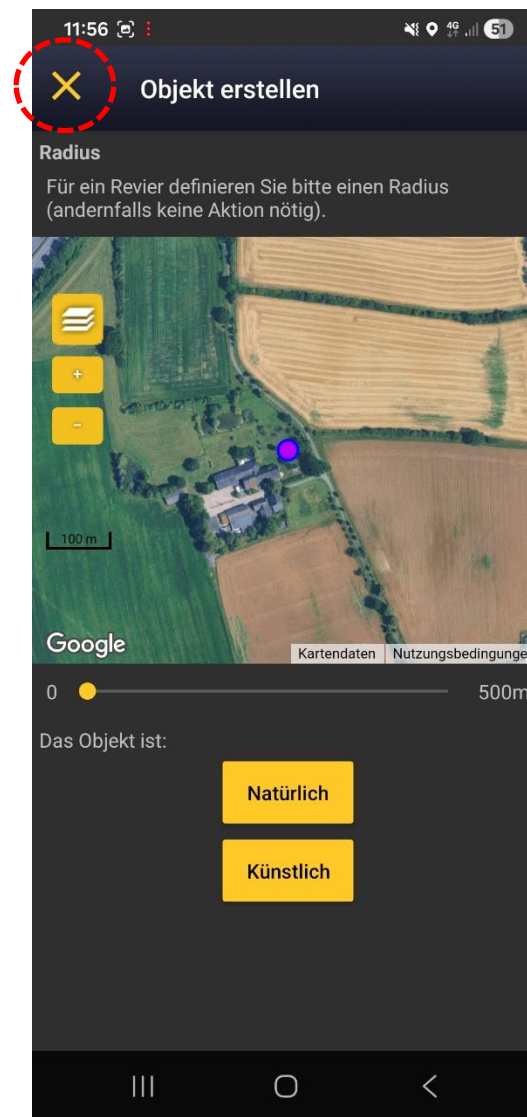 11:56
4G
51
Objekt erstellen
Radius
Für ein Revier definieren Sie bitte einen Radius
(andernfalls keine Aktion nötig).
+
-
100 m
Google
Kartendaten
Nutzungsbedingunge
0
500m
Das Objekt ist:
Natürlich
Künstlich